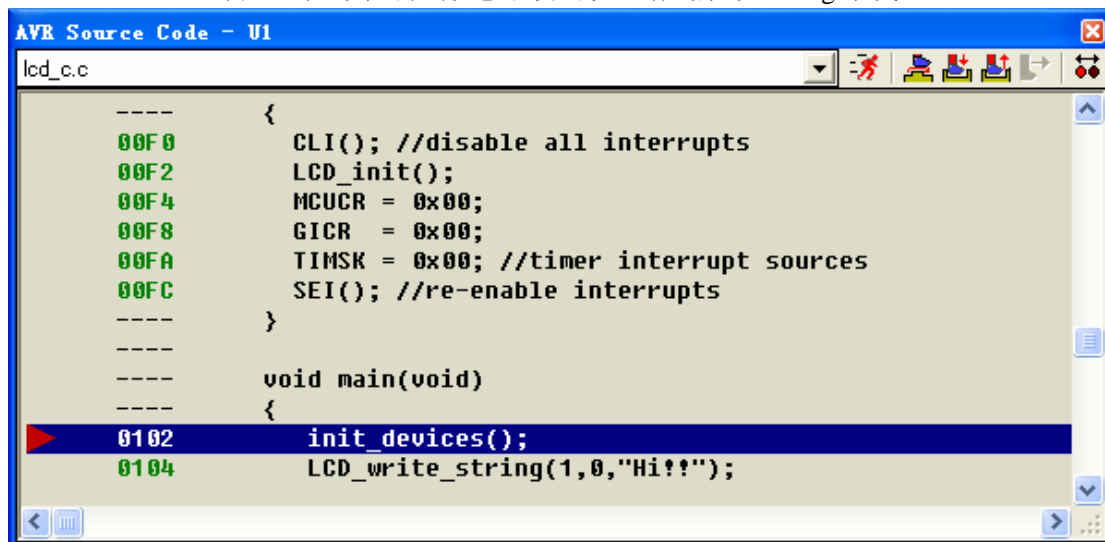 AVR Source Code - U1
lcd_c.c
---- {
00F0 CLI(); //disable all interrupts
00F2 LCD_init();
00F4 MCUCR = 0x00;
00F8 GICR = 0x00;
00FA TIMSK = 0x00; //timer interrupt sources
00FC SEI(); //re-enable interrupts
---- }
----
---- void main(void)
---- {
0102 init_devices();
0104 LCD_write_string(1,0,"Hi!!");